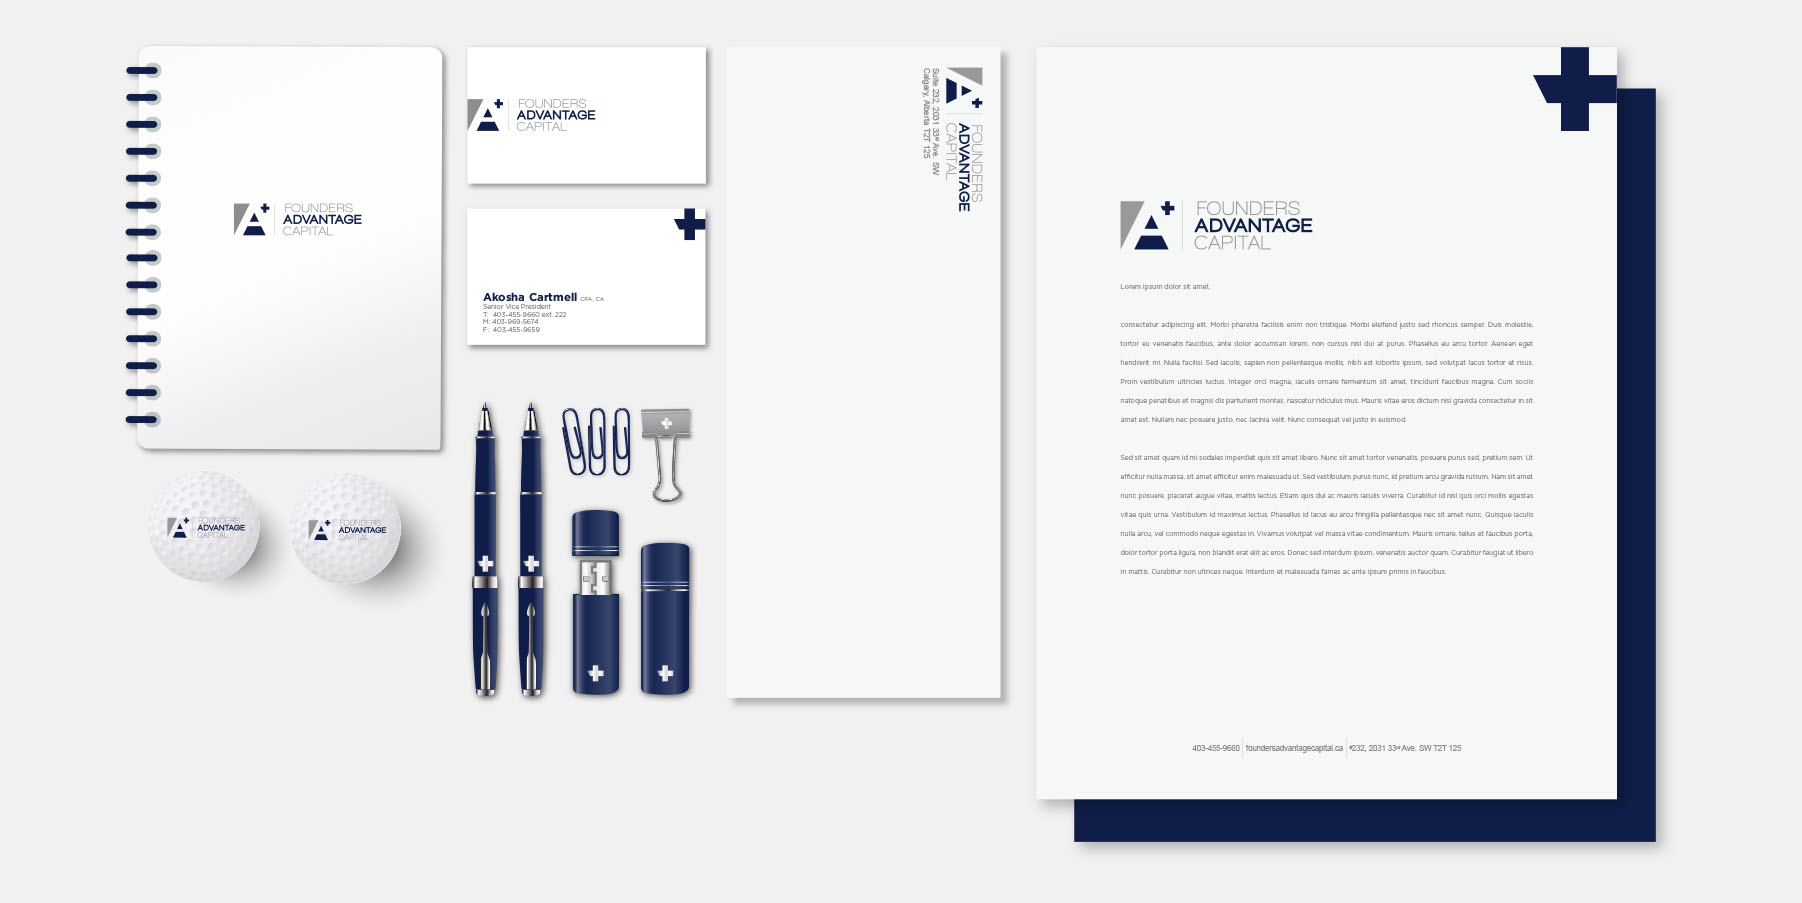 FOUNDERS
ADVANTAGE
CAPITAL
FOUNDERS
ADVANTAGE
CAPITAL
FOUNDERS
ADVANTAGE
CAPITAL
FOUNDERS
ADVANTAGE
CAPITAL
Akosha Cartmell CPA, CA
Senior Vice President
T: 403-455-9660 ext. 222
M: 403-969-5674
F: 403-455-9659
FOUNDERS
ADVANTAGE
CAPITAL
Suite 232, 2031 33rd Ave. SW
Calgary, Alberta T2T 1Z5
FOUNDERS
ADVANTAGE
CAPITAL
Lorem ipsum dolor sit amet,
consectetur adipiscing elit. Morbi pharetra facilisis enim non tristique. Morbi eleifend justo sed rhoncus semper. Duis molestie,
tortor eu venenatis faucibus, ante dolor accumsan lorem, non cursus nisi dui at purus. Phasellus eu arcu tortor. Aenean eget
hendrerit mi. Nulla facilisi. Sed iaculis, sapien non pellentesque mollis, nibh est lobortis ipsum, sed volutpat lacus tortor et risus.
Proin vestibulum ultricies luctus. Integer orci magna, iaculis ornare fermentum sit amet, tincidunt faucibus magna. Cum sociis
natoque penatibus et magnis dis parturient montes, nascetur ridiculus mus. Mauris vitae eros dictum nisl gravida consectetur in sit
amet est. Nullam nec posuere justo, nec lacinia velit. Nunc consequat vel justo in euismod.
Sed sit amet quam id mi sodales imperdiet quis sit amet libero. Nunc sit amet tortor venenatis, posuere purus sed, pretium sem. Ut
efficitur nulla massa, sit amet efficitur enim malesuada ut. Sed vestibulum purus nunc, id pretium arcu gravida rutrum. Nam sit amet
nunc posuere, placerat augue vitae, mattis lectus. Etiam quis dui ac mauris iaculis viverra. Curabitur id nisl quis orci mollis egestas
vitae quis urna. Vestibulum id maximus lectus. Phasellus id lacus eu arcu fringilla pellentesque nec sit amet nunc. Quisque iaculis
nulla arcu, vel commodo neque egestas in. Vivamus volutpat vel massa vitae condimentum. Mauris ornare, tellus et faucibus porta,
dolor tortor porta ligula, non blandit erat elit ac eros. Donec sed interdum ipsum, venenatis auctor quam. Curabitur feugiat ut libero
in mattis. Curabitur non ultrices neque. Interdum et malesuada fames ac ante ipsum primis in faucibus.
403-455-9660 foundersadvantagecapital.ca #232, 2031 33rd Ave. SW T2T 1Z5